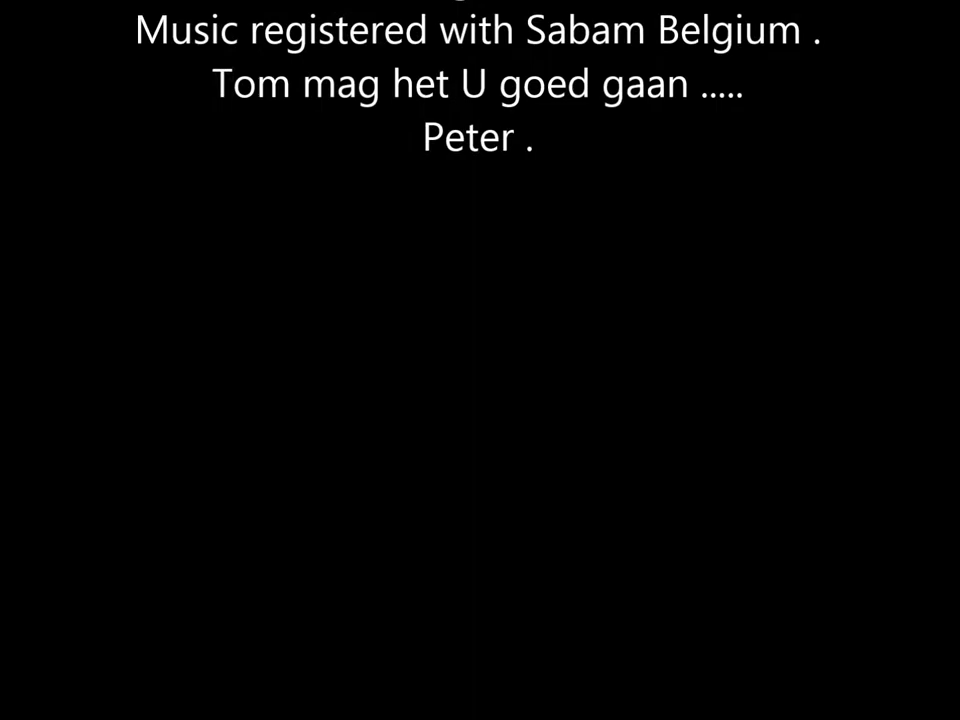 Music registered with Sabam Belgium .
Tom mag het U goed gaan .....
Peter .